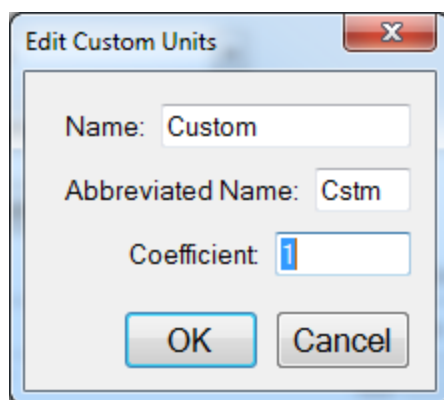 Edit Custom Units
Name: Custom
Abbreviated Name: Cstm
Coefficient: 1
OK Cancel